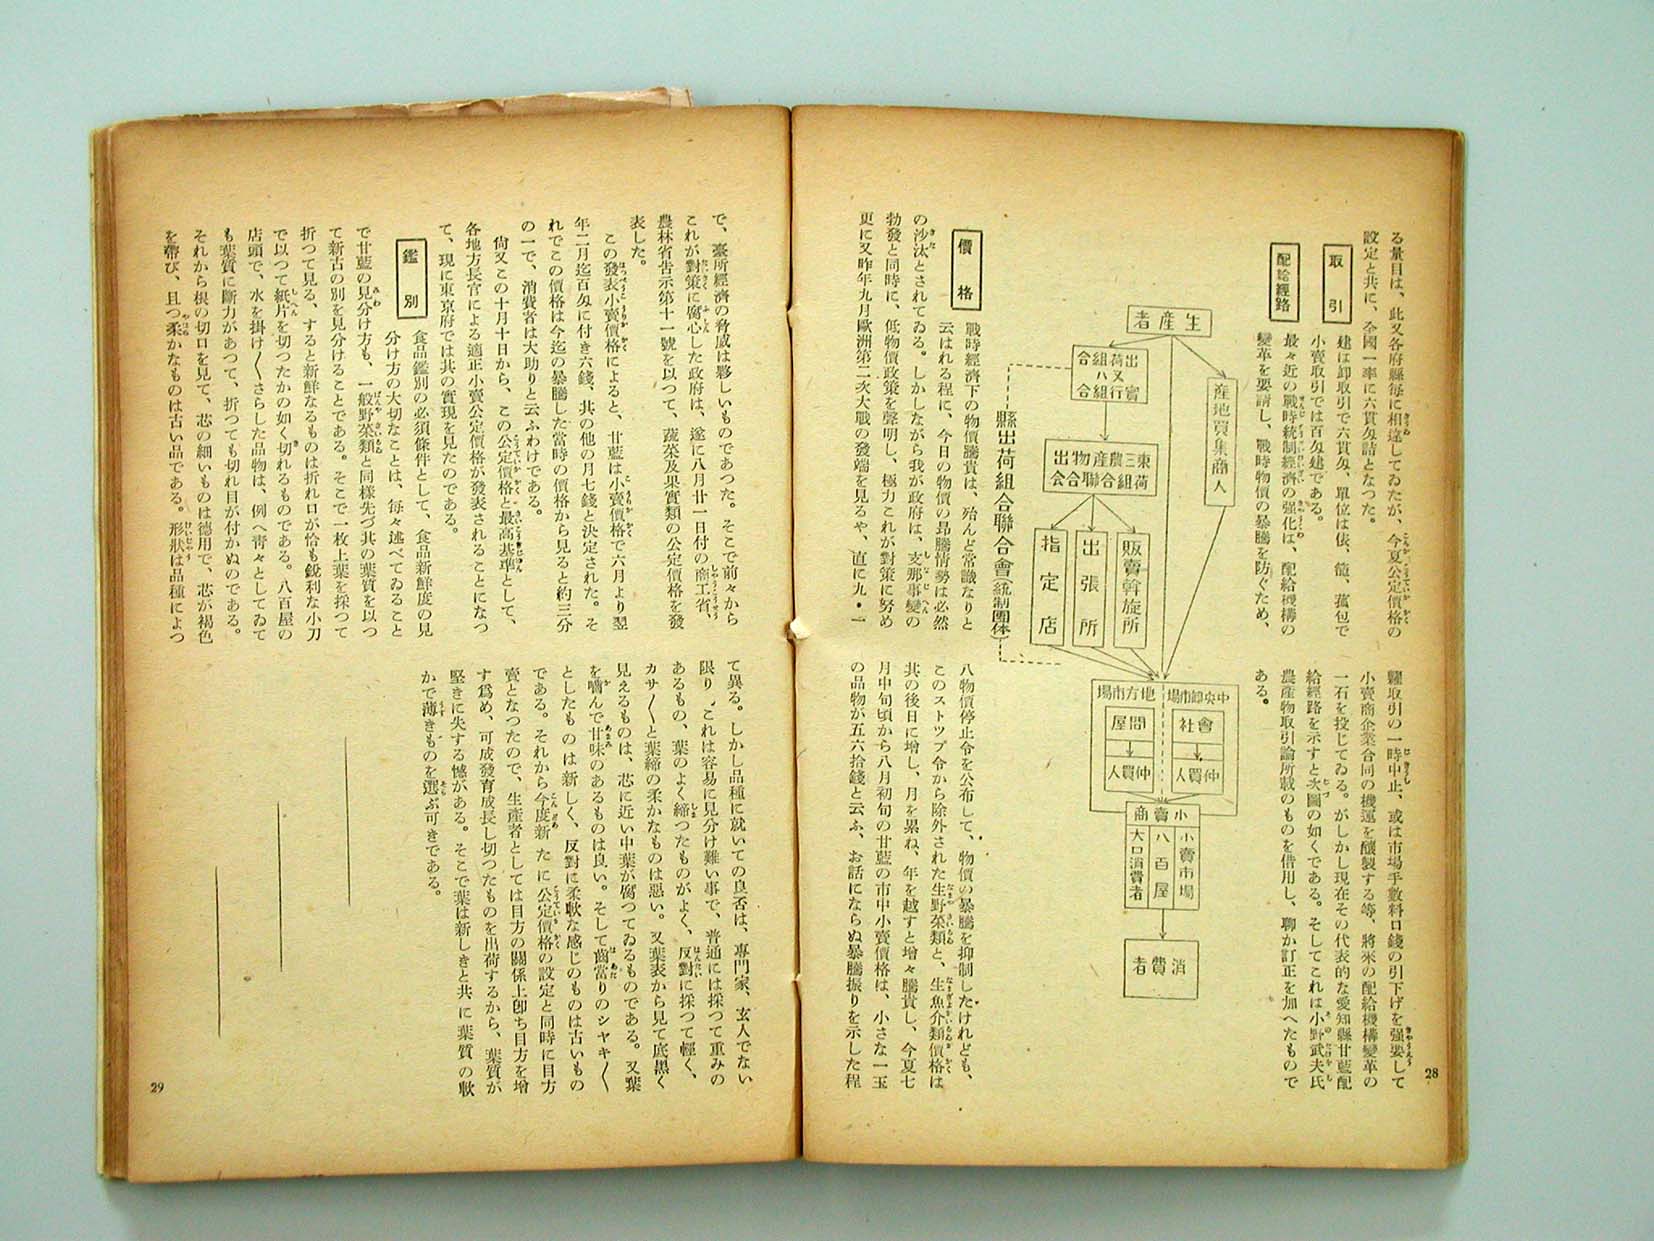 28
る量目は、此又各府縣每に相違してゐたが、今夏公定價格の
設定と共に、全國一率に六貫匁詰となつた。
取引
建は卸取引で六貫匁、單位は俵、籠、菰包で
小賣取引では百匁建である。
配給經路
最々近の戰時統制經濟の强化は、配給機構の
變革を要請し、戰時物價の暴騰を防ぐため、
糶取引の一時中止、或は市場手數料口錢の引下げを强要して
小賣商企業合同の機運を釀製する等、將來の配給機構變革の
一石を投じてゐる。がしかし現在その代表的な愛知縣甘藍配
給經路を示すと次圖の如くである。そしてこれは小野武夫氏
農產物取引論所載のものを借用し、聊か訂正を加へたもので
ある。
生產者
產地買集商人
出荷組合
又ハ
實行組合
東三農產物出
荷組合聯合會
販賣斡旋所
出張所
指定店
縣出荷組合聯合會(統制團体)
中央卸市場
地方市場
會社
問屋
仲買人
仲買人
小賣商
小賣市場
八百屋
大口消費者
消費者
價格
戰時經濟下の物價騰貴は、殆んど常識なりと
云はれる程に、今日の物價の昻騰情勢は必然
の沙汰とされてゐる。しかしながら我が政府は、支那事變の
勃發と同時に、低物價政策を聲明し、極力これが對策に努め
更に又昨年九月歐洲第二次大戰の發端を見るや、直に九・一
八物價停止令を公布して、物價の暴騰を抑制したけれども、
このストツプ令から除外された生野菜類と、生魚介類價格は
其の後日に增し、月を累ね、年を越すと增々騰貴し、今夏七
月中旬頃から八月初旬の甘藍の市中小賣價格は、小さな一玉
の品物が五六拾錢と云ふ、お話にならぬ暴騰振りを示した程
で、臺所經濟の脅威は夥しいものであつた。そこで前々から
これが對策に腐心した政府は、遂に八月廿一日付の商工省、
農林省告示第十一號を以つて、蔬菜及果實類の公定價格を發
表した。
この發表小賣價格によると、甘藍は小賣價格で六月より翌
年二月迄百匁に付き六錢、其の他の月七錢と決定された。そ
れでこの價格は今迄の暴騰した當時の價格から見ると約三分
の一で、消費者は大助りと云ふわけである。
尙又この十月十日から、この公定價格と最高基準として、
各地方長官による適正小賣公定價格が發表されることになつ
て、現に東京府では其の實現を見たのである。
鑑別
食品鑑別の必須條件として、食品新鮮度の見
分け方の大切なことは、每々述べてゐること
で甘藍の見分け方も、一般野菜類と同樣先づ其の葉質を以つ
て新古の別を見分けることである。そこで一枚上葉を採つて
折つて見る、すると新鮮なるものは折れ口が恰も銳利な小刀
で以つて紙片を切つたかの如く切れるものである。八百屋の
店頭で、水を掛け〱さらした品物は、例へ靑々としてゐて
も葉質に斷力があつて、折つても切れ目が付かぬのである。
それから根の切口を見て、芯の細いものは德用で、芯が褐色
を帶び、且つ柔かなものは古い品である。形狀は品種によつ
て異る。しかし品種に就いての良否は、專門家、玄人でない
限り、これは容易に見分け難い事で、普通には採つて重みの
あるもの、葉のよく締つたものがよく、反對に採つて輕く、
カサ〱と葉締の柔かなものは惡い。又葉表から見て底黑く
見えるものは、芯に近い中葉が腐つてゐるものである。又葉
を嚙んで甘味のあるものは良い。そして齒當りのシヤキ〱
としたものは新しく、反對に柔軟な感じのものは古いもの
である。それから今度新たに公定價格の設定と同時に目方
賣となつたので、生產者としては目方の關係上卽ち目方を增
す爲め、可成發育成長し切つたものを出荷するから、葉質が
堅きに失する憾がある。そこで葉は新しきと共に葉質の軟
かで薄きものを選ぶ可きである。
29